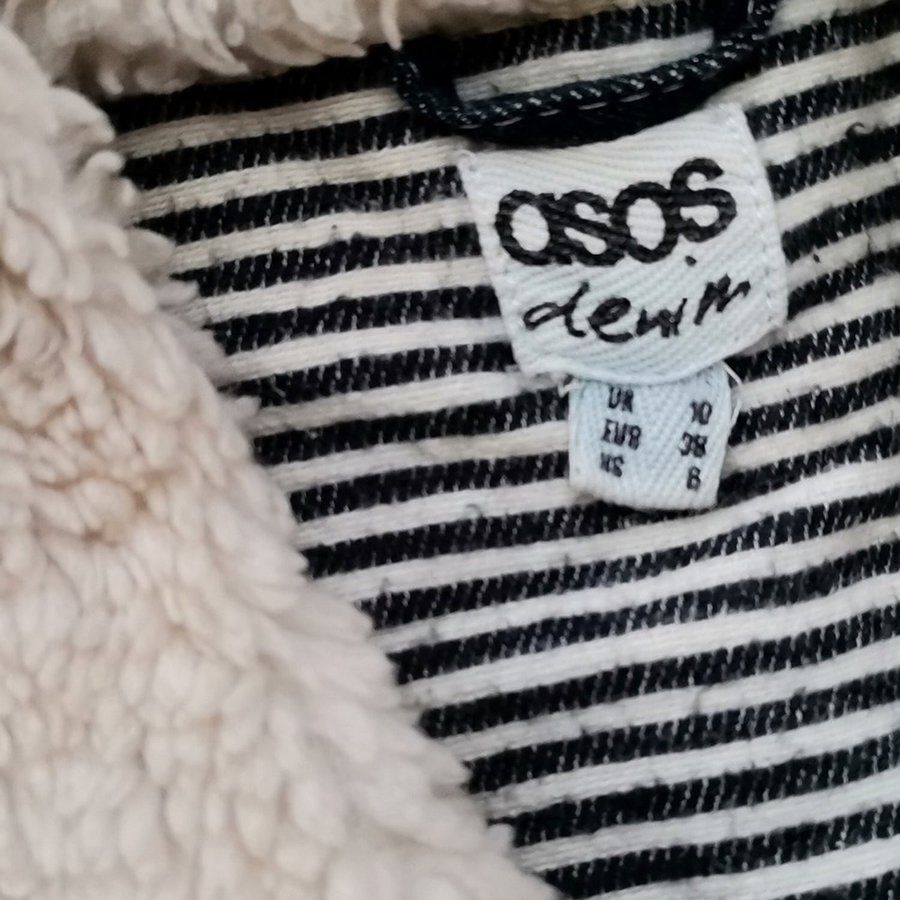 asos
denim
UK 10
EUR 38
US 6